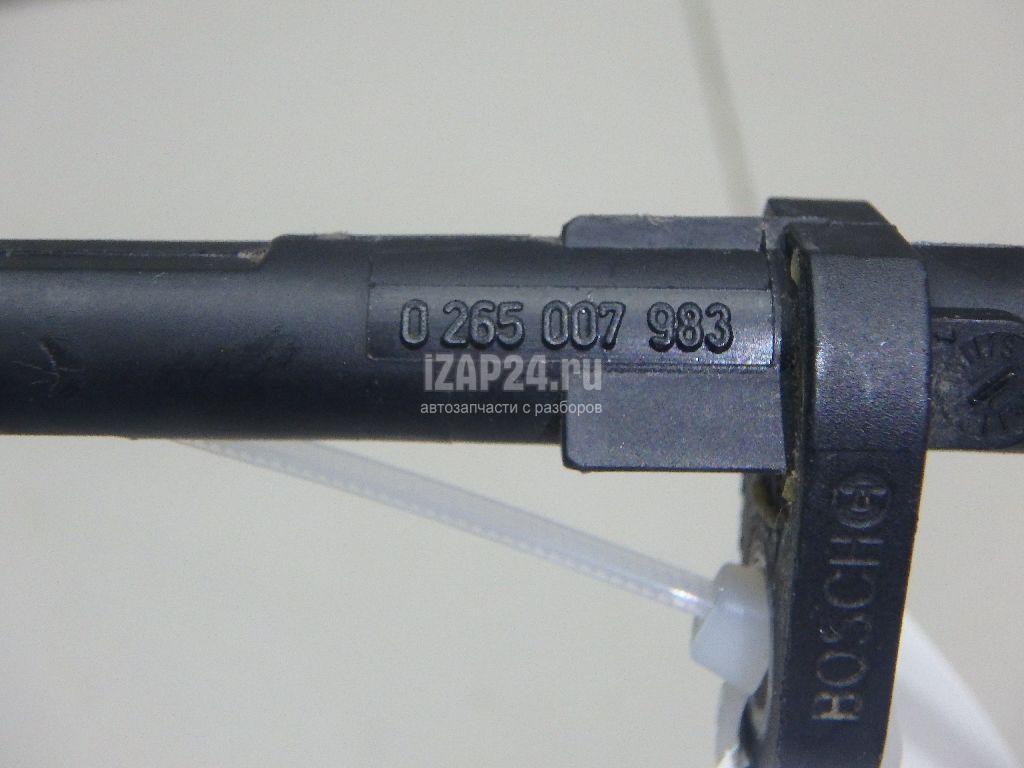 0 265 007 983
iZAP24.ru
автозапчасти с разборов
BOSCH